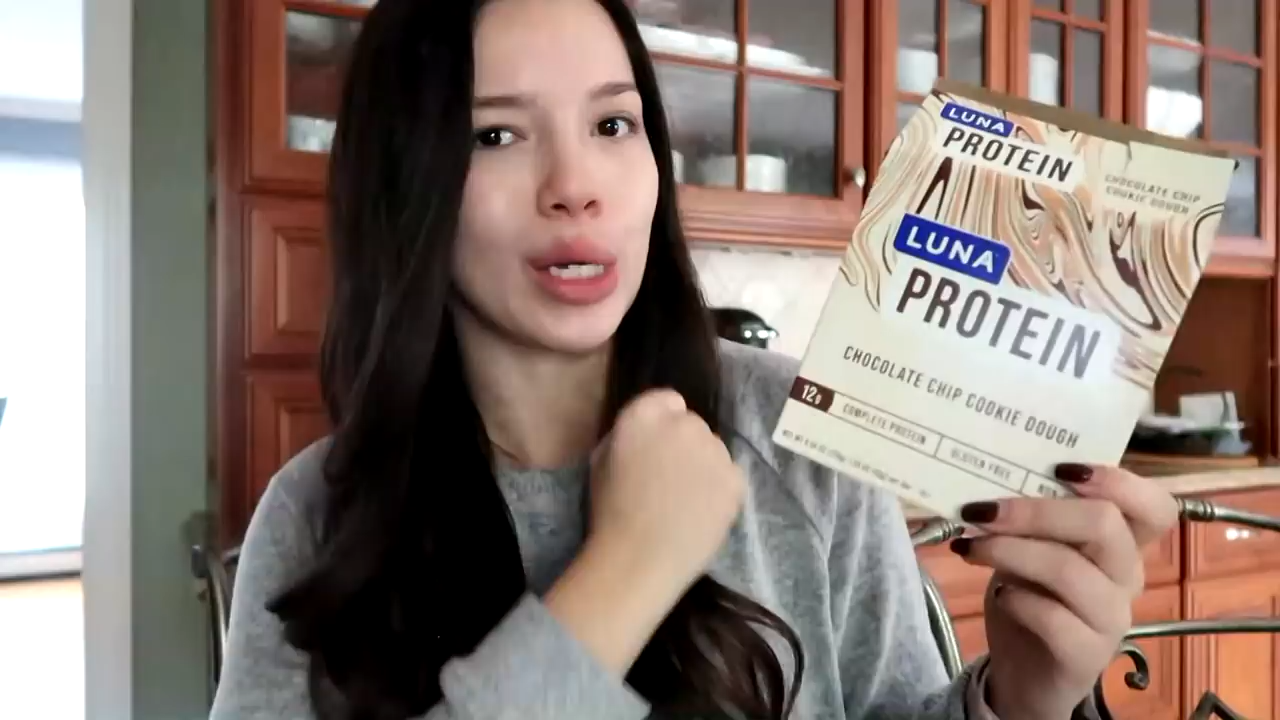 LUNA
PROTEIN
CHOCOLATE CHIP
COOKIE DOUGH
LUNA
PROTEIN
CHOCOLATE CHIP COOKIE DOUGH
12g COMPLETE PROTEIN GLUTEN FREE